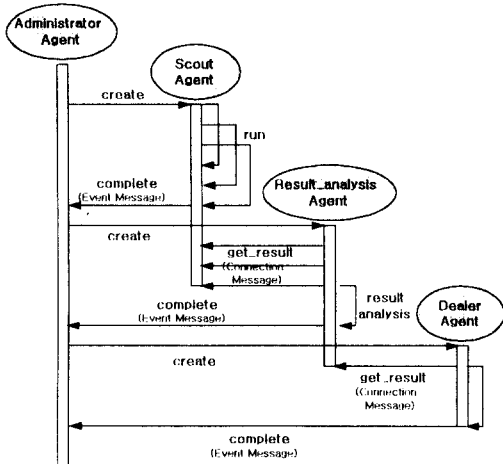 Administrator
Agent
Scout
Agent
create
run
complete
(Event Message)
Result_analysis
Agent
create
get_result
(Connection
Message)
result
analysis
complete
(Event Message)
Dealer
Agent
create
get_result
(Connection
Message)
complete
(Event Message)